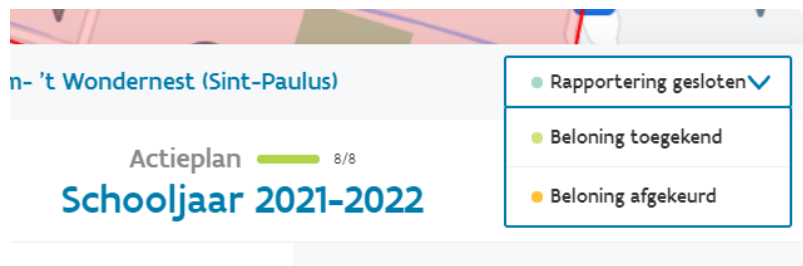 't Wondernest (Sint-Paulus)
Rapportering gesloten
Beloning toegekend
Beloning afgekeurd
Actieplan 8/8
Schooljaar 2021-2022